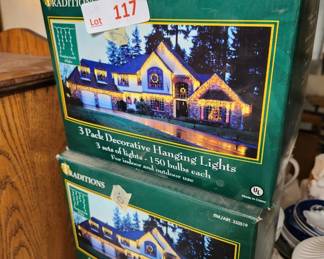 TRADITIONS
Lot 117
3 Pack Decorative Hanging Lights
3 sets of lights - 150 bulbs each
For indoor and outdoor use
UL
TRADITIONS